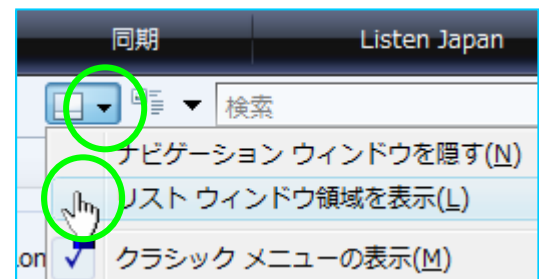 同期 Listen Japan
検索
ナビゲーション ウィンドウを隠す(N)
リスト ウィンドウ領域を表示(L)
クラシック メニューの表示(M)
on